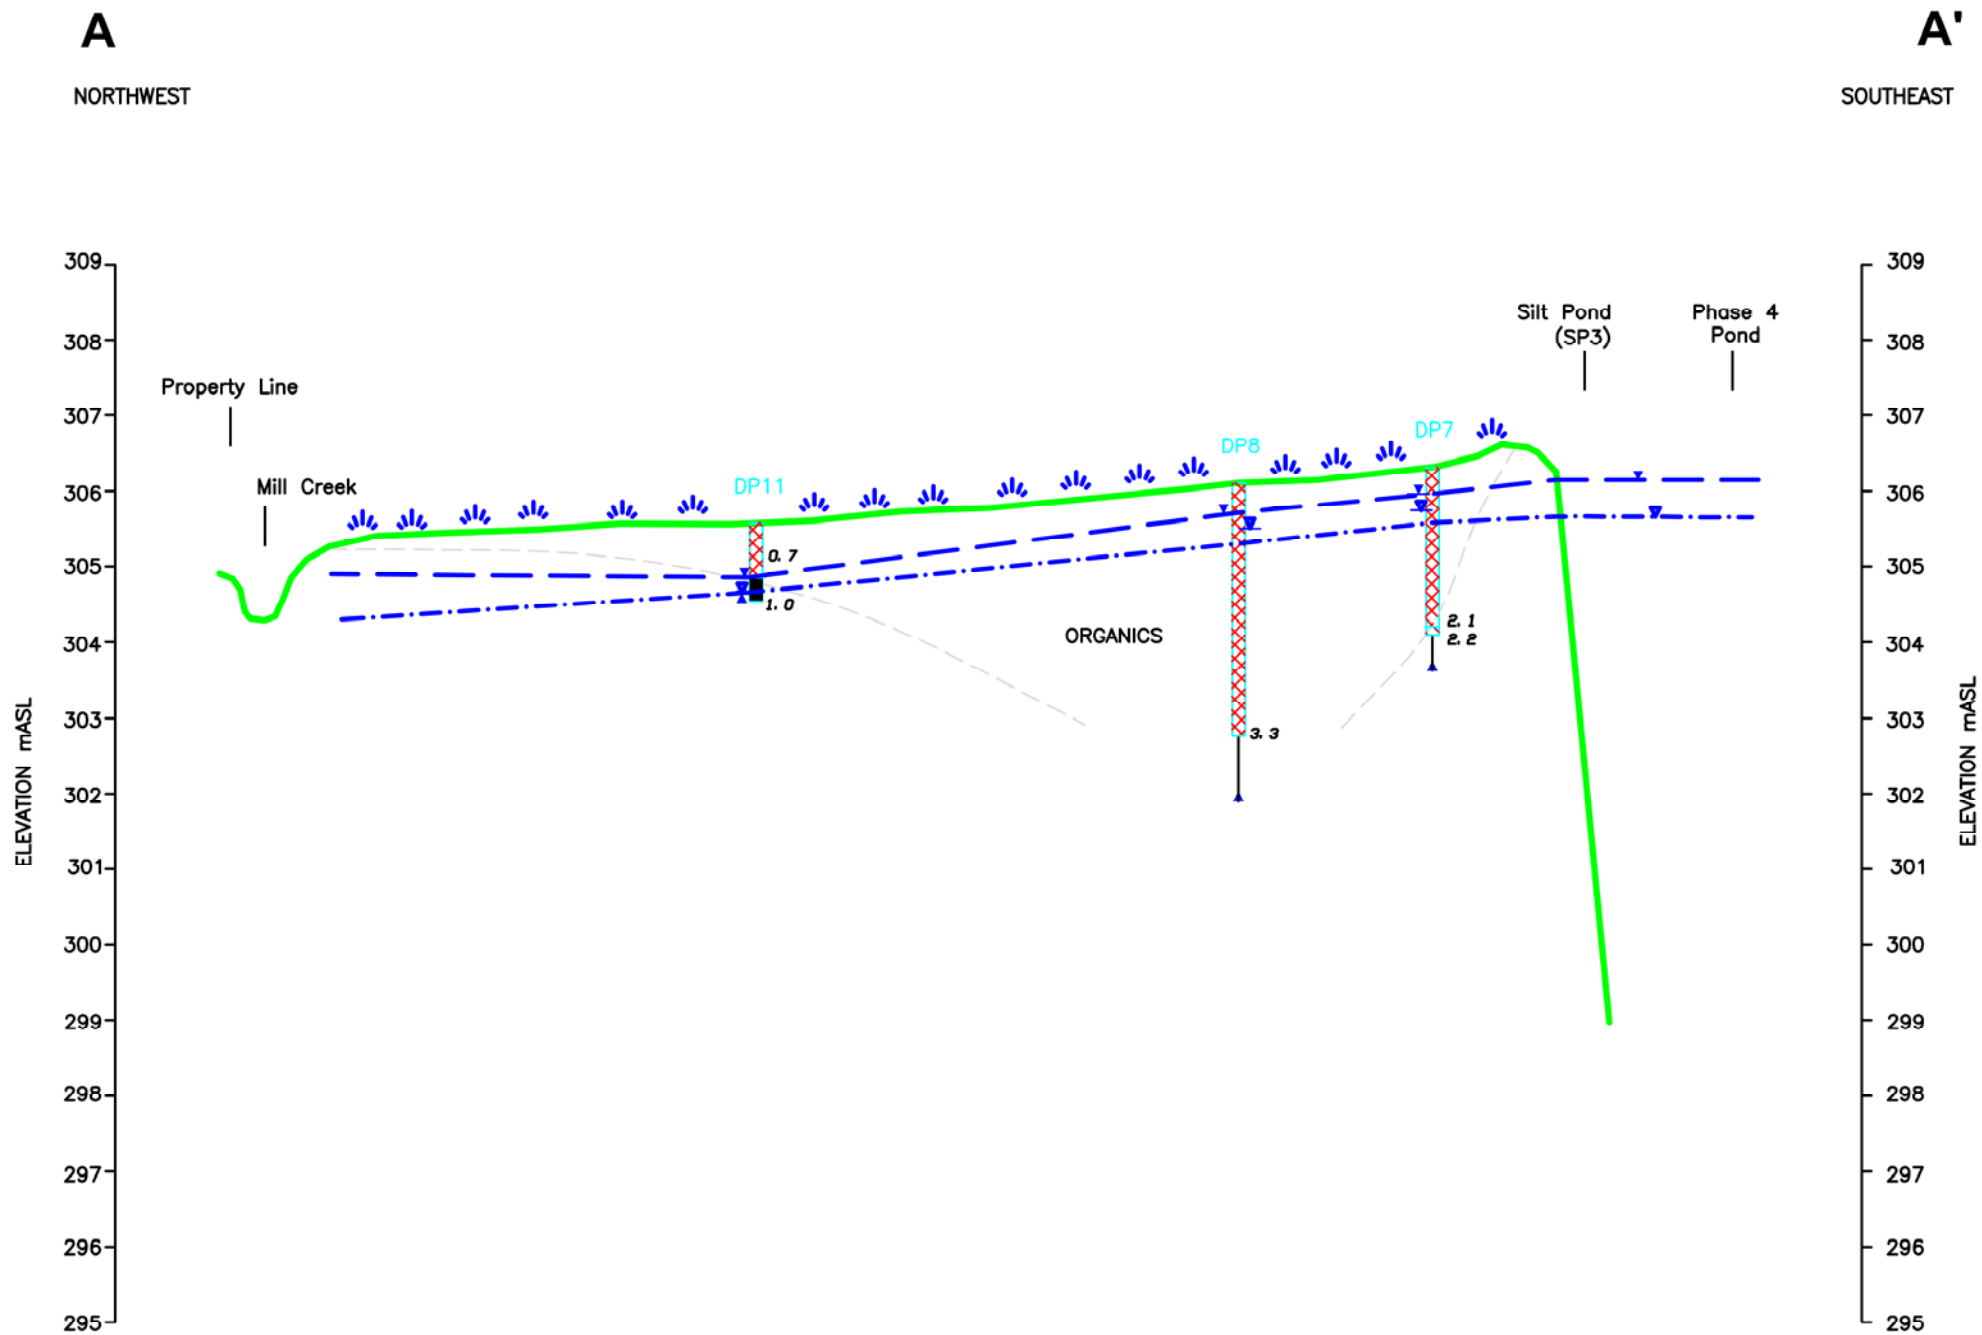 A
A'
NORTHWEST
SOUTHEAST
309
309
Silt Pond
(SP3)
Phase 4
Pond
308
308
Property Line
307
307
DP7
DP8
Mill Creek
DP11
306
306
0.7
305
305
1.0
ORGANICS
2.1
2.2
304
304
3.3
303
303
ELEVATION mASL
ELEVATION mASL
302
302
301
301
300
300
299
299
298
298
297
297
296
296
295
295